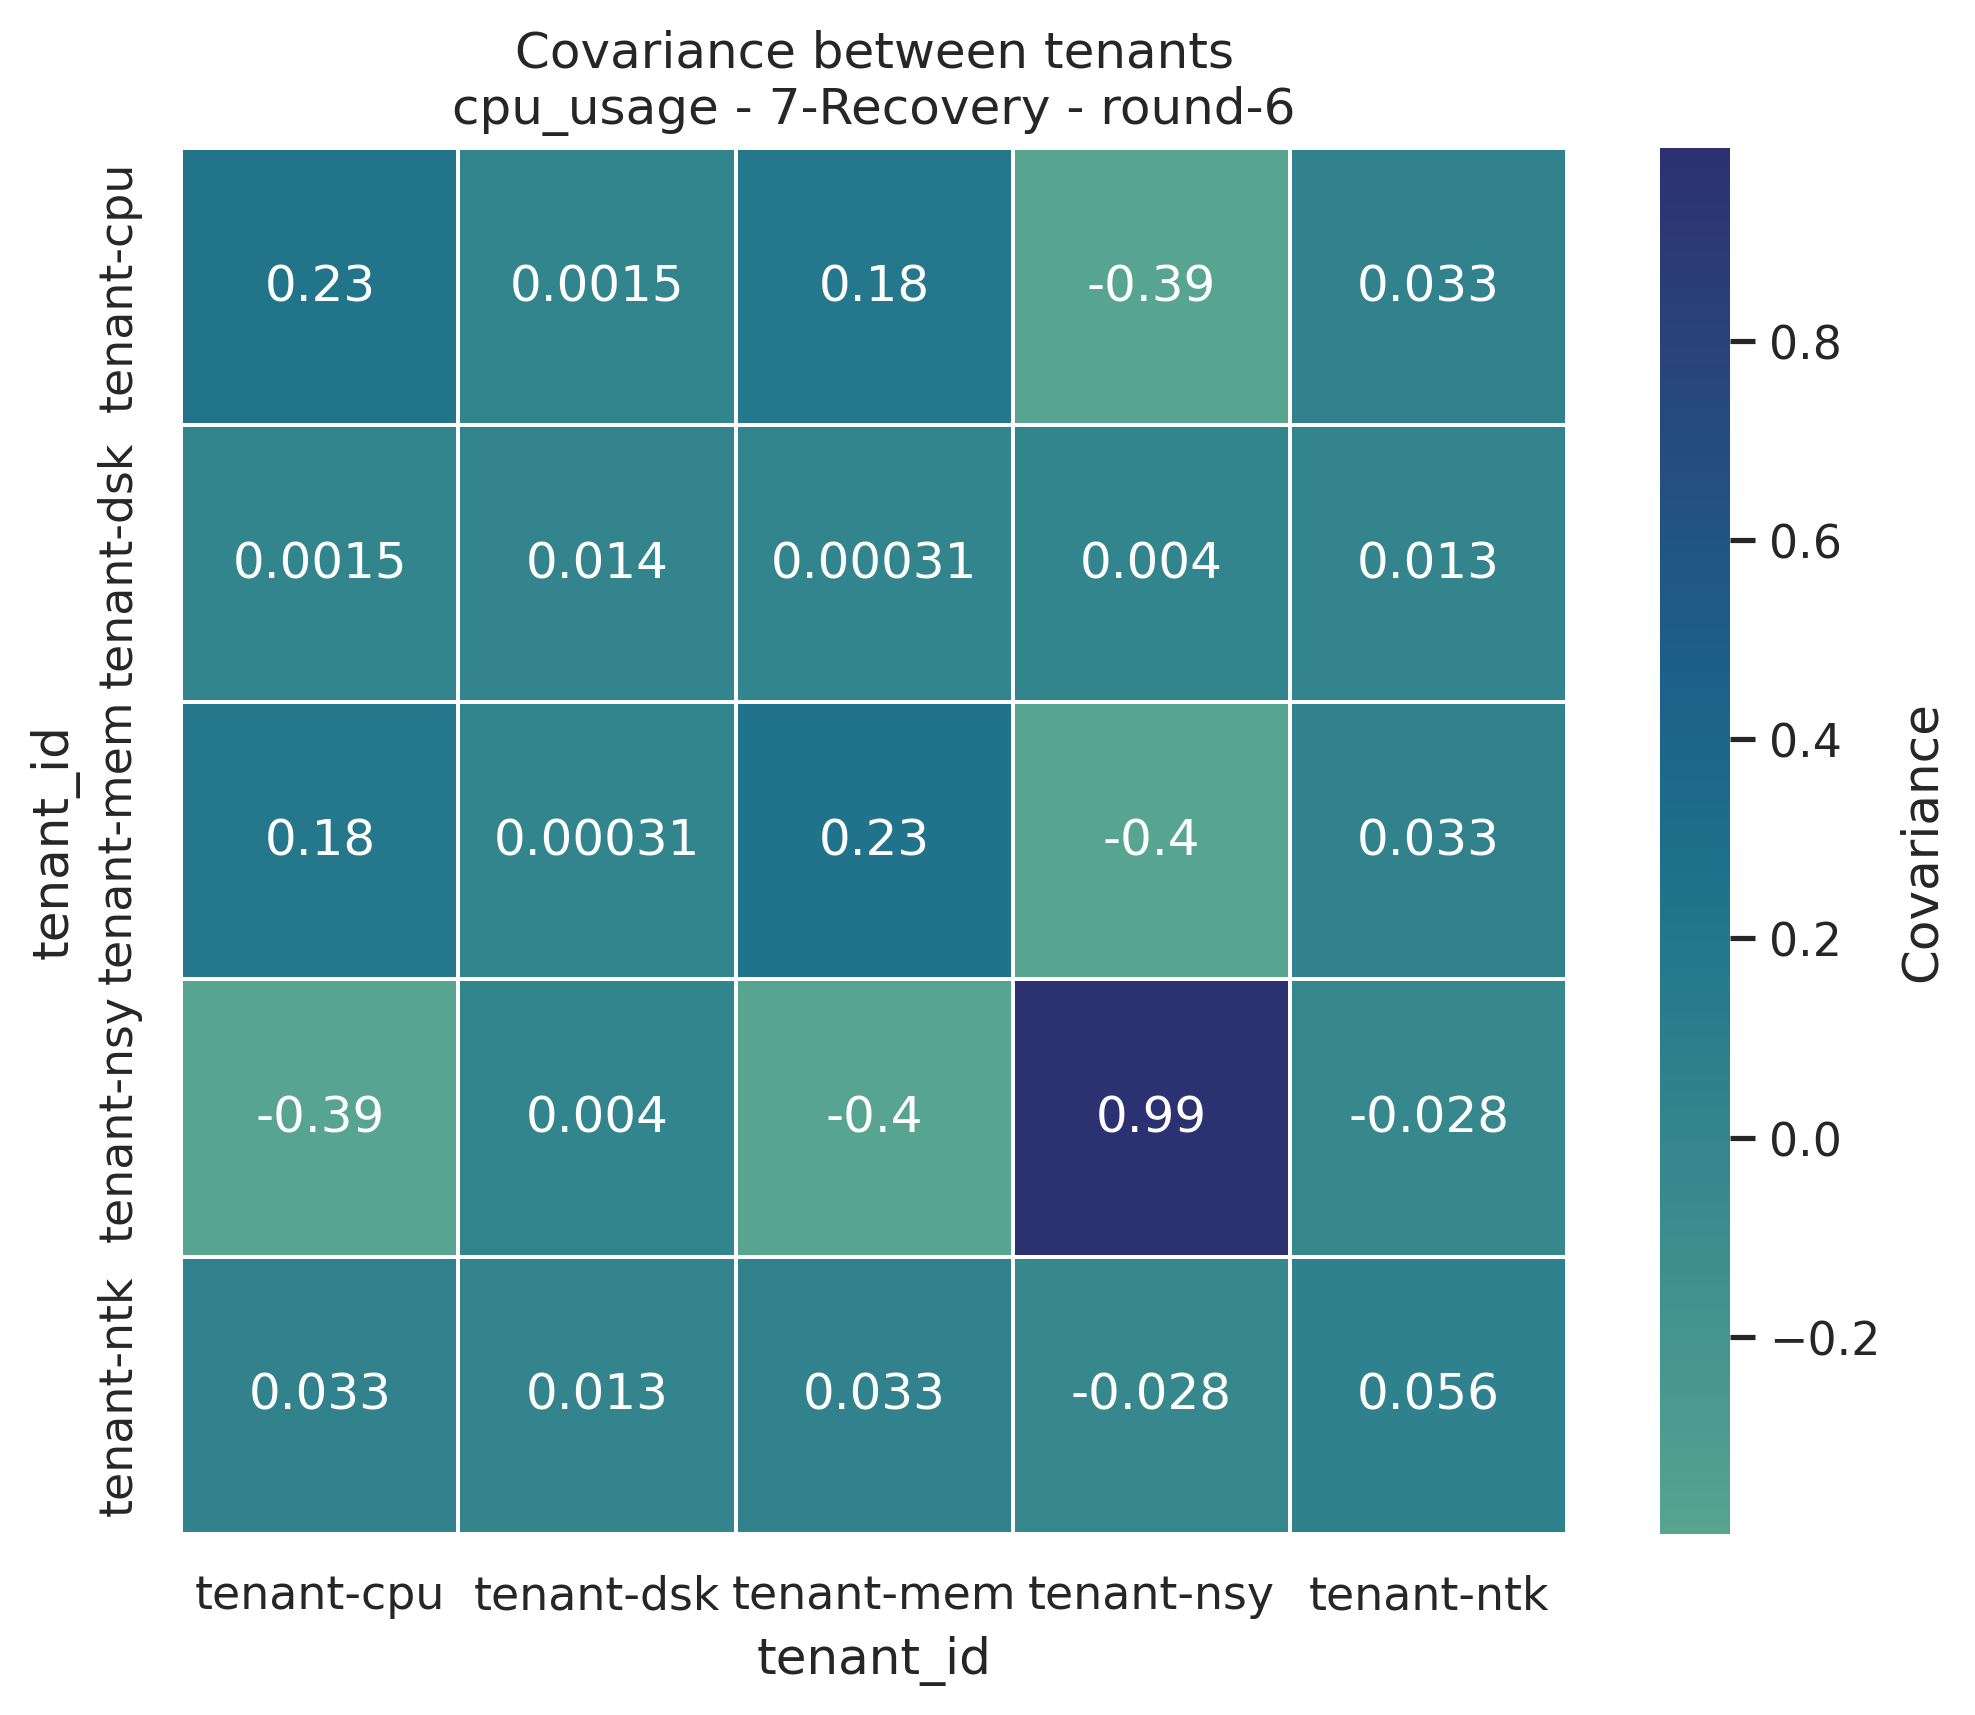 Covariance between tenants
cpu_usage - 7-Recovery - round-6
tenant_id
tenant-cpu
0.23 0.0015 0.18 -0.39 0.033
tenant-dsk
0.0015 0.014 0.00031 0.004 0.013
tenant-mem
0.18 0.00031 0.23 -0.4 0.033
tenant-nsy
-0.39 0.004 -0.4 0.99 -0.028
tenant-ntk
0.033 0.013 0.033 -0.028 0.056
tenant-cpu tenant-dsk tenant-mem tenant-nsy tenant-ntk
tenant_id
0.8
0.6
0.4
0.2
0.0
−0.2
Covariance